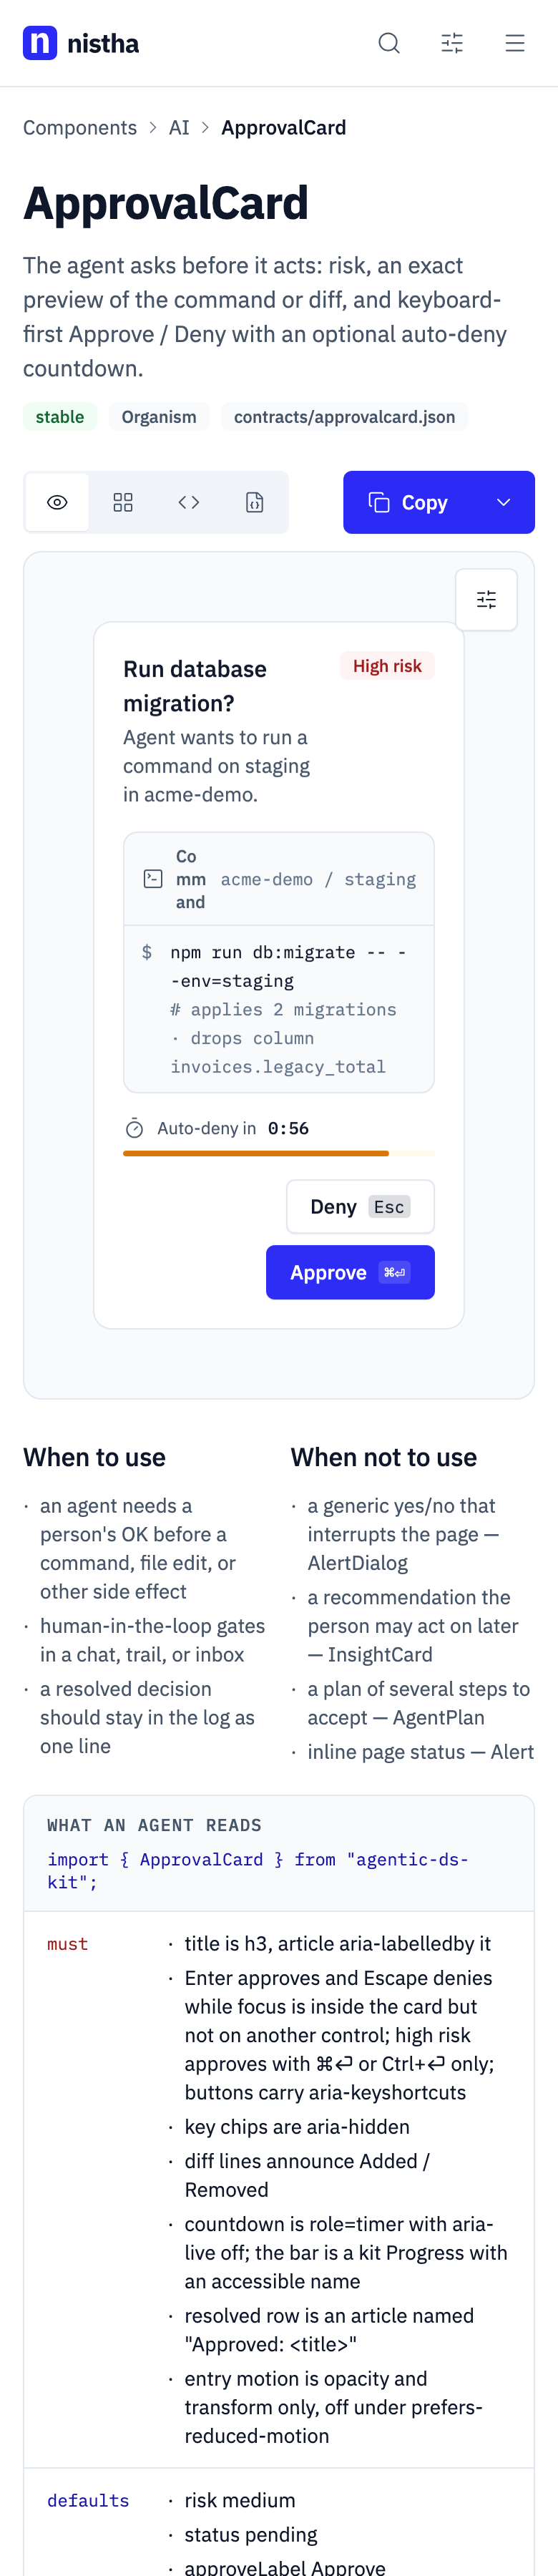 n nistha
Components > AI > ApprovalCard
ApprovalCard
The agent asks before it acts: risk, an exact
preview of the command or diff, and keyboard-
first Approve / Deny with an optional auto-deny
countdown.
stable Organism contracts/approvalcard.json
Copy
Run database
migration?
High risk
Agent wants to run a
command on staging
in acme-demo.
Co
mm
and
acme-demo / staging
$ npm run db:migrate -- -
-env=staging
# applies 2 migrations
· drops column
invoices.legacy_total
Auto-deny in 0:56
Deny Esc
Approve ⌘⏎
When to use
· an agent needs a
person's OK before a
command, file edit, or
other side effect
· human-in-the-loop gates
in a chat, trail, or inbox
· a resolved decision
should stay in the log as
one line
When not to use
· a generic yes/no that
interrupts the page —
AlertDialog
· a recommendation the
person may act on later
— InsightCard
· a plan of several steps to
accept — AgentPlan
· inline page status — Alert
WHAT AN AGENT READS
import { ApprovalCard } from "agentic-ds-
kit";
must
· title is h3, article aria-labelledby it
· Enter approves and Escape denies
while focus is inside the card but
not on another control; high risk
approves with ⌘⏎ or Ctrl+⏎ only;
buttons carry aria-keyshortcuts
· key chips are aria-hidden
· diff lines announce Added /
Removed
· countdown is role=timer with aria-
live off; the bar is a kit Progress with
an accessible name
· resolved row is an article named
"Approved: <title>"
· entry motion is opacity and
transform only, off under prefers-
reduced-motion
defaults
· risk medium
· status pending
· approveLabel Approve